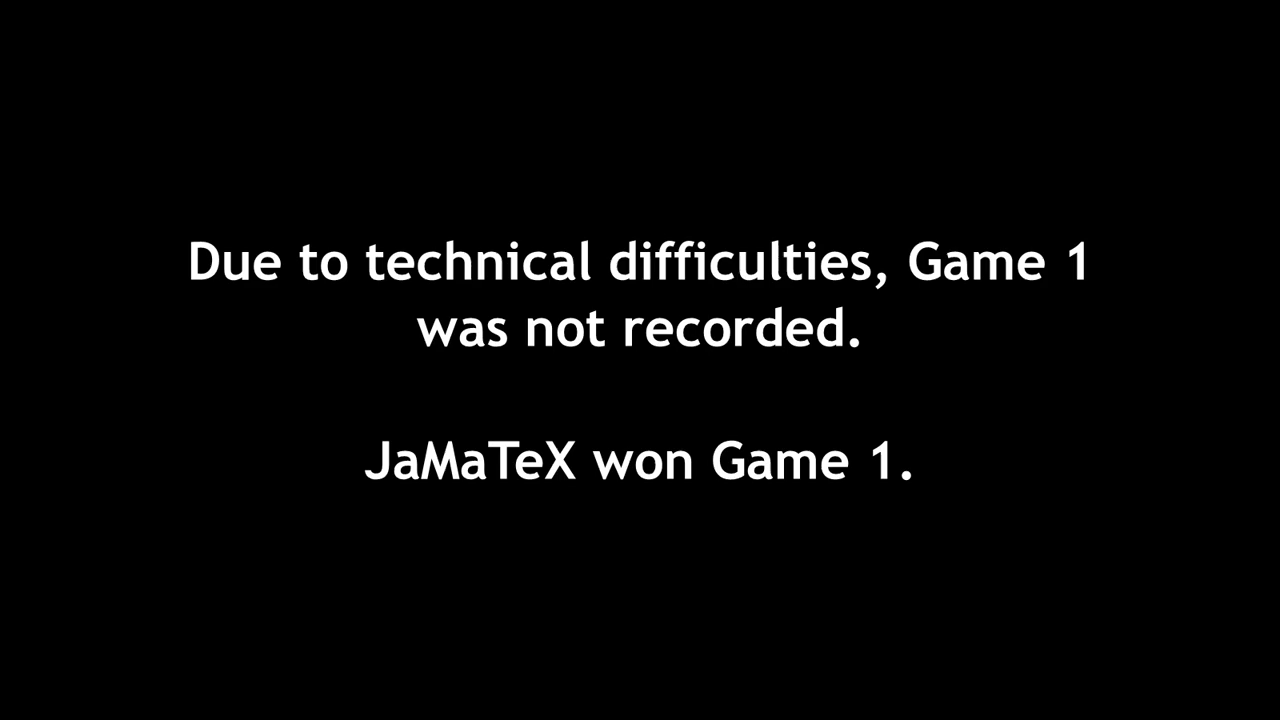 Due to technical difficulties, Game 1
was not recorded.
JaMaTeX won Game 1.